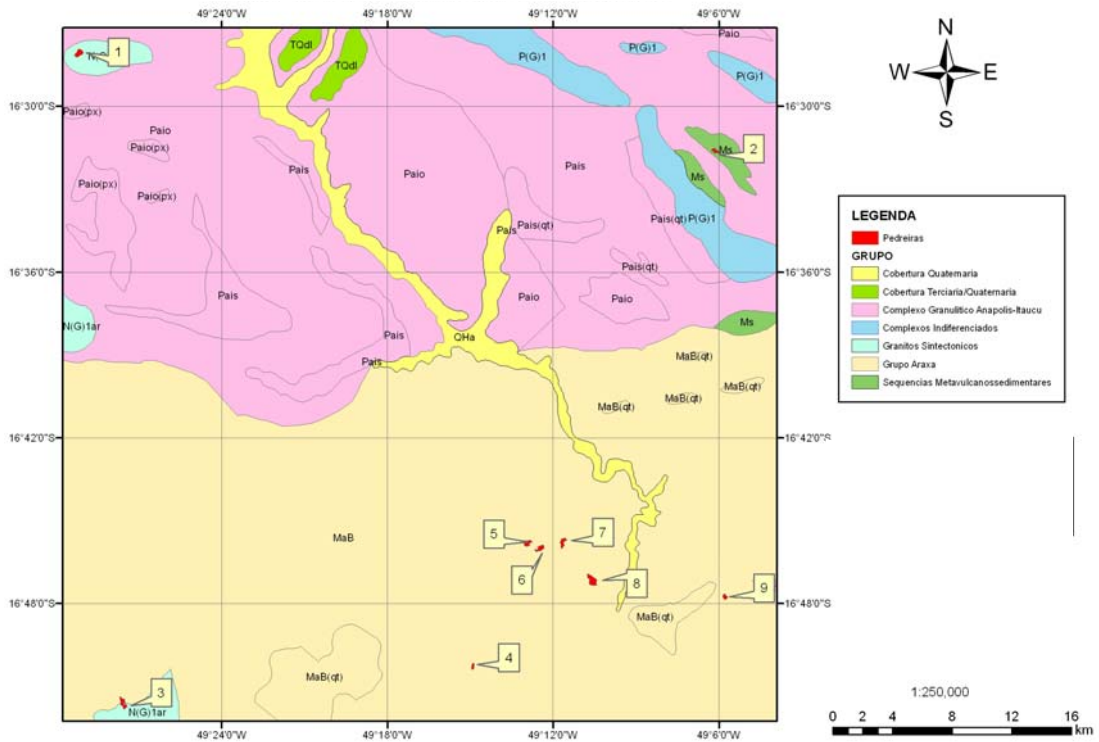 49°24'0"W
49°18'0"W
49°12'0"W
49°6'0"W
N
W
E
S
16°30'0"S
16°36'0"S
16°42'0"S
16°48'0"S
1
TQdl
TQdl
P(G)1
P(G)1
Paio
P(G)1
16°30'0"S
Paio(px)
Paio
Paio(px)
Paio(px)
Paio(px)
Pais
Paio
Pais
Ms
2
Ms
Pais
Pais(qt)
Pais(qt)
P(G)1
LEGENDA
Pedreiras
GRUPO
Cobertura Quaternaria
Cobertura Terciaria/Quaternaria
Complexo Granulitico Anapolis-Itaucu
Complexos Indiferenciados
Granitos Sintectonicos
Grupo Araxa
Sequencias Metavulcanossedimentares
16°36'0"S
Pais(qt)
Pais
Paio
Paio
N(G)1ar
Pais
QHa
Ms
Pais
MaB(qt)
MaB(qt)
MaB(qt)
MaB(qt)
16°42'0"S
MaB
5
6
7
8
9
16°48'0"S
MaB(qt)
4
MaB(qt)
3
N(G)1ar
49°24'0"W
49°18'0"W
49°12'0"W
49°6'0"W
1:250,000
0 2 4 8 12 16
km